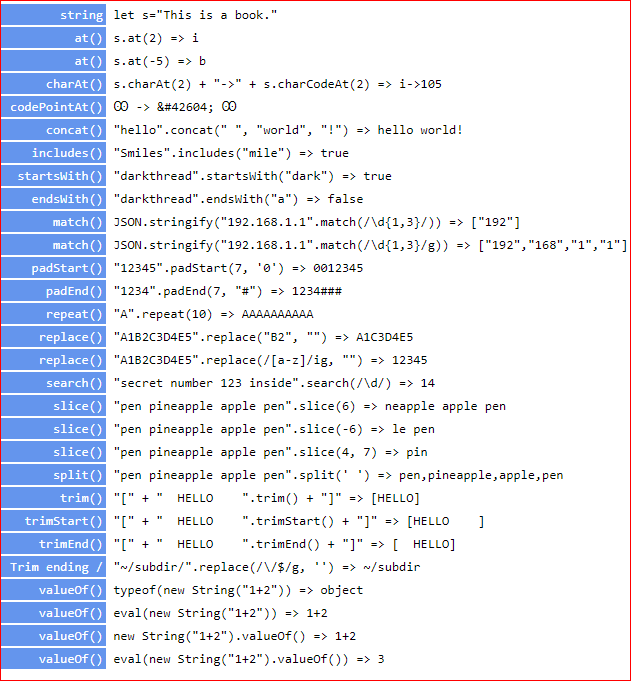 string let s="This is a book."
at() s.at(2) => i
at() s.at(-5) => b
charAt() s.charAt(2) + "->" + s.charCodeAt(2) => i->105
codePointAt() Ꙭ -> &#42604; Ꙭ
concat() "hello".concat(" ", "world", "!") => hello world!
includes() "Smiles".includes("mile") => true
startsWith() "darkthread".startsWith("dark") => true
endsWith() "darkthread".endsWith("a") => false
match() JSON.stringify("192.168.1.1".match(/\d{1,3}/)) => ["192"]
match() JSON.stringify("192.168.1.1".match(/\d{1,3}/g)) => ["192","168","1","1"]
padStart() "12345".padStart(7, '0') => 0012345
padEnd() "1234".padEnd(7, "#") => 1234###
repeat() "A".repeat(10) => AAAAAAAAAA
replace() "A1B2C3D4E5".replace("B2", "") => A1C3D4E5
replace() "A1B2C3D4E5".replace(/[a-z]/ig, "") => 12345
search() "secret number 123 inside".search(/\d/) => 14
slice() "pen pineapple apple pen".slice(6) => neapple apple pen
slice() "pen pineapple apple pen".slice(-6) => le pen
slice() "pen pineapple apple pen".slice(4, 7) => pin
split() "pen pineapple apple pen".split(' ') => pen,pineapple,apple,pen
trim() "[" + "  HELLO    ".trim() + "]" => [HELLO]
trimStart() "[" + "  HELLO    ".trimStart() + "]" => [HELLO    ]
trimEnd() "[" + "  HELLO    ".trimEnd() + "]" => [  HELLO]
Trim ending / "~/subdir/".replace(/\/$/g, '') => ~/subdir
valueOf() typeof(new String("1+2")) => object
valueOf() eval(new String("1+2")) => 1+2
valueOf() new String("1+2").valueOf() => 1+2
valueOf() eval(new String("1+2").valueOf()) => 3